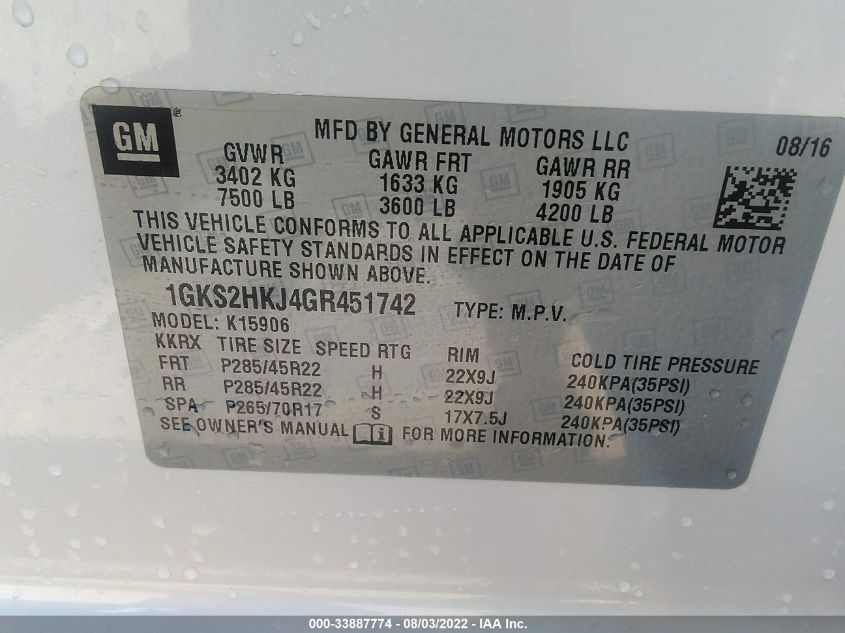 GM
MFD BY GENERAL MOTORS LLC
08/16
GVWR GAWR FRT GAWR RR
3402 KG 1633 KG 1905 KG
7500 LB 3600 LB 4200 LB
THIS VEHICLE CONFORMS TO ALL APPLICABLE U.S. FEDERAL MOTOR
VEHICLE SAFETY STANDARDS IN EFFECT ON THE DATE OF
MANUFACTURE SHOWN ABOVE.
1GKS2HKJ4GR451742 TYPE: M.P.V.
MODEL: K15906
KKRX TIRE SIZE SPEED RTG RIM COLD TIRE PRESSURE
FRT P285/45R22 H 22X9J 240KPA(35PSI)
RR P285/45R22 H 22X9J 240KPA(35PSI)
SPA P265/70R17 S 17X7.5J 240KPA(35PSI)
SEE OWNER'S MANUAL FOR MORE INFORMATION.
000-33887774 - 08/03/2022 - IAA Inc.